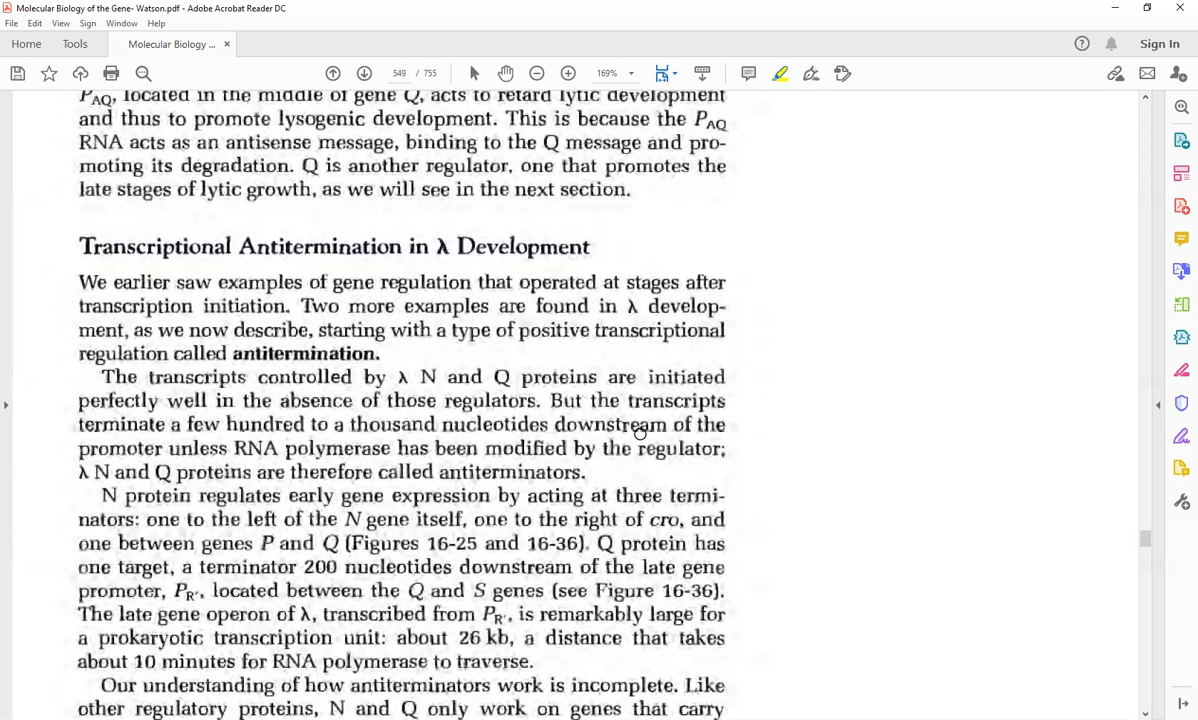 Molecular Biology of the Gene- Watson.pdf - Adobe Acrobat Reader DC
File Edit View Sign Window Help
Home Tools Molecular Biology ... × Sign In
549 / 755 169%
P_AQ, located in the middle of gene Q, acts to retard lytic development
and thus to promote lysogenic development. This is because the P_AQ
RNA acts as an antisense message, binding to the Q message and pro-
moting its degradation. Q is another regulator, one that promotes the
late stages of lytic growth, as we will see in the next section.
Transcriptional Antitermination in λ Development
We earlier saw examples of gene regulation that operated at stages after
transcription initiation. Two more examples are found in λ develop-
ment, as we now describe, starting with a type of positive transcriptional
regulation called antitermination.
The transcripts controlled by λ N and Q proteins are initiated
perfectly well in the absence of those regulators. But the transcripts
terminate a few hundred to a thousand nucleotides downstream of the
promoter unless RNA polymerase has been modified by the regulator;
λ N and Q proteins are therefore called antiterminators.
N protein regulates early gene expression by acting at three termi-
nators: one to the left of the N gene itself, one to the right of cro, and
one between genes P and Q (Figures 16-25 and 16-36). Q protein has
one target, a terminator 200 nucleotides downstream of the late gene
promoter, P_R′, located between the Q and S genes (see Figure 16-36).
The late gene operon of λ, transcribed from P_R′, is remarkably large for
a prokaryotic transcription unit: about 26 kb, a distance that takes
about 10 minutes for RNA polymerase to traverse.
Our understanding of how antiterminators work is incomplete. Like
other regulatory proteins, N and Q only work on genes that carry